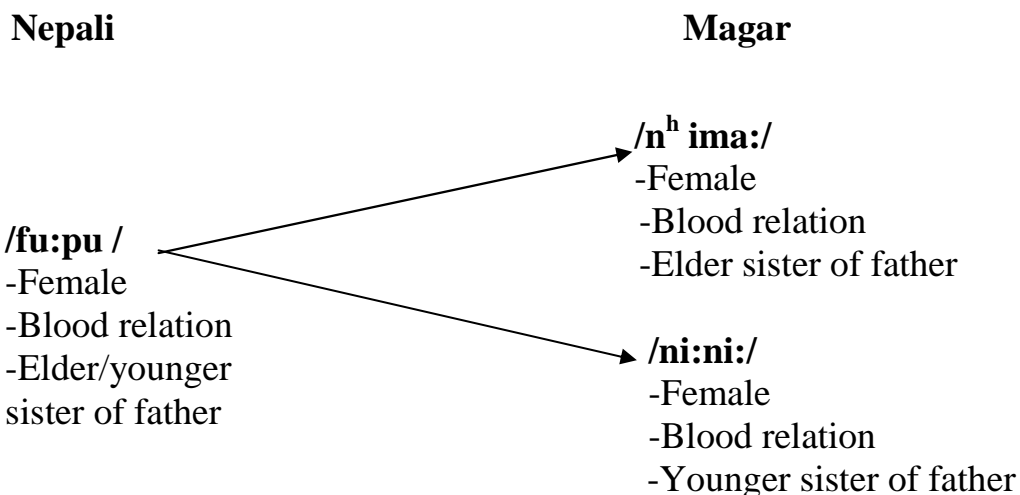 Nepali Magar
/nʰ ima:/
-Female
-Blood relation
-Elder sister of father
/fu:pu /
-Female
-Blood relation
-Elder/younger
sister of father
/ni:ni:/
-Female
-Blood relation
-Younger sister of father